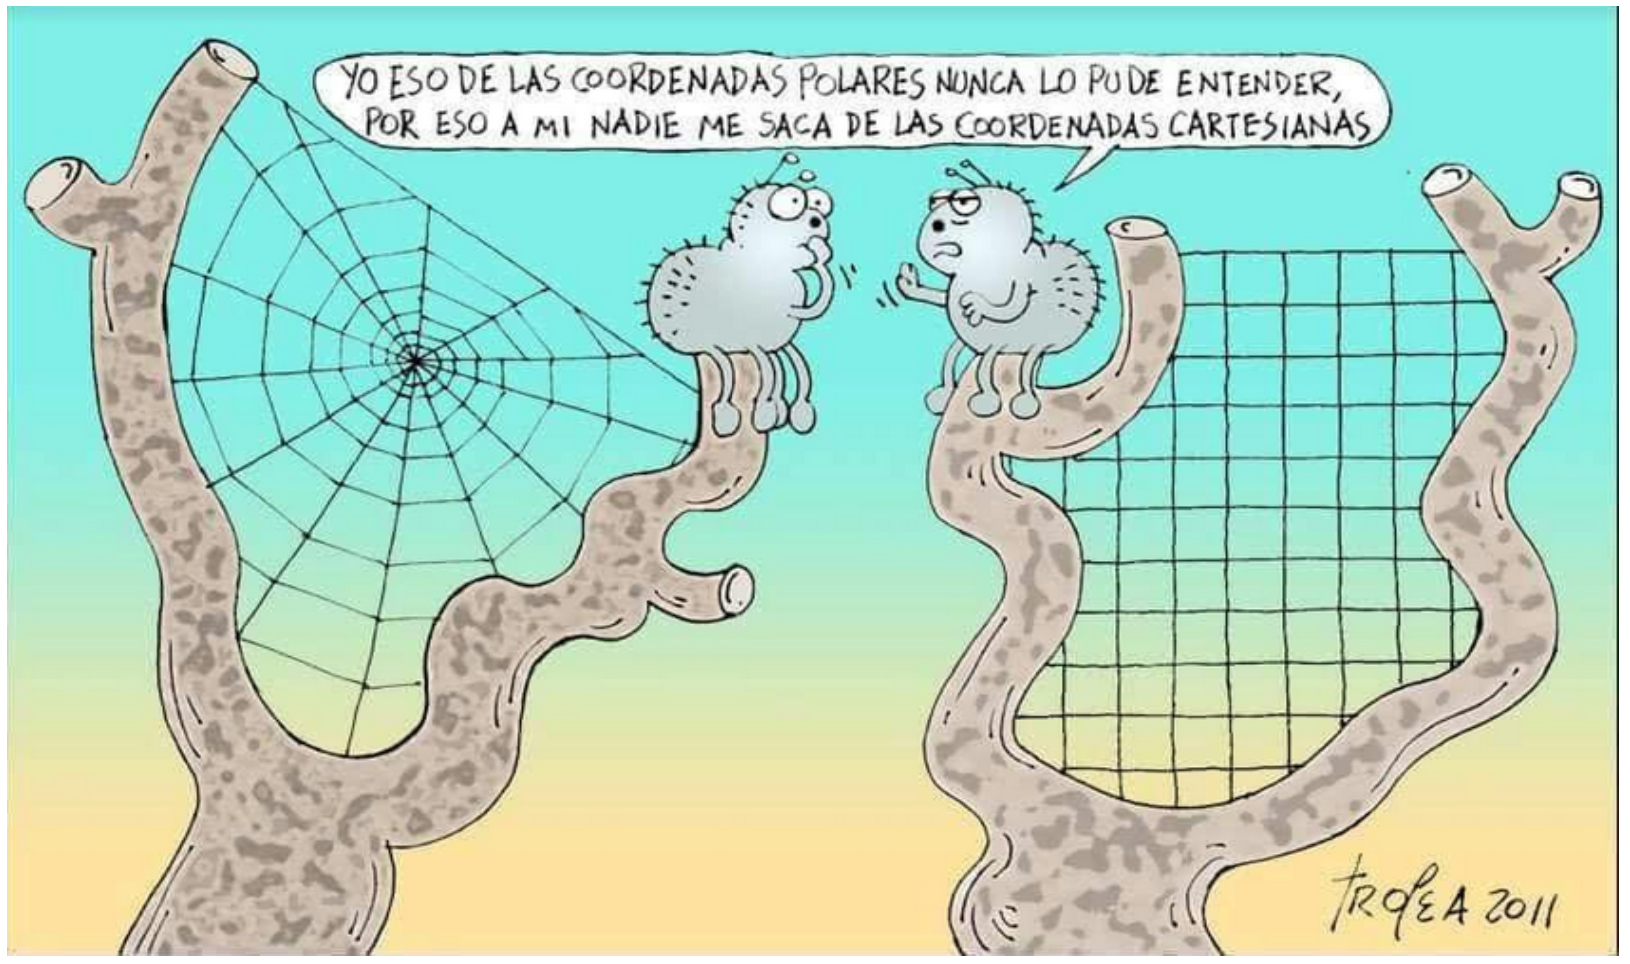 YO ESO DE LAS COORDENADAS POLARES NUNCA LO PUDE ENTENDER,
POR ESO A MI NADIE ME SACA DE LAS COORDENADAS CARTESIANAS
TROPEA 2011